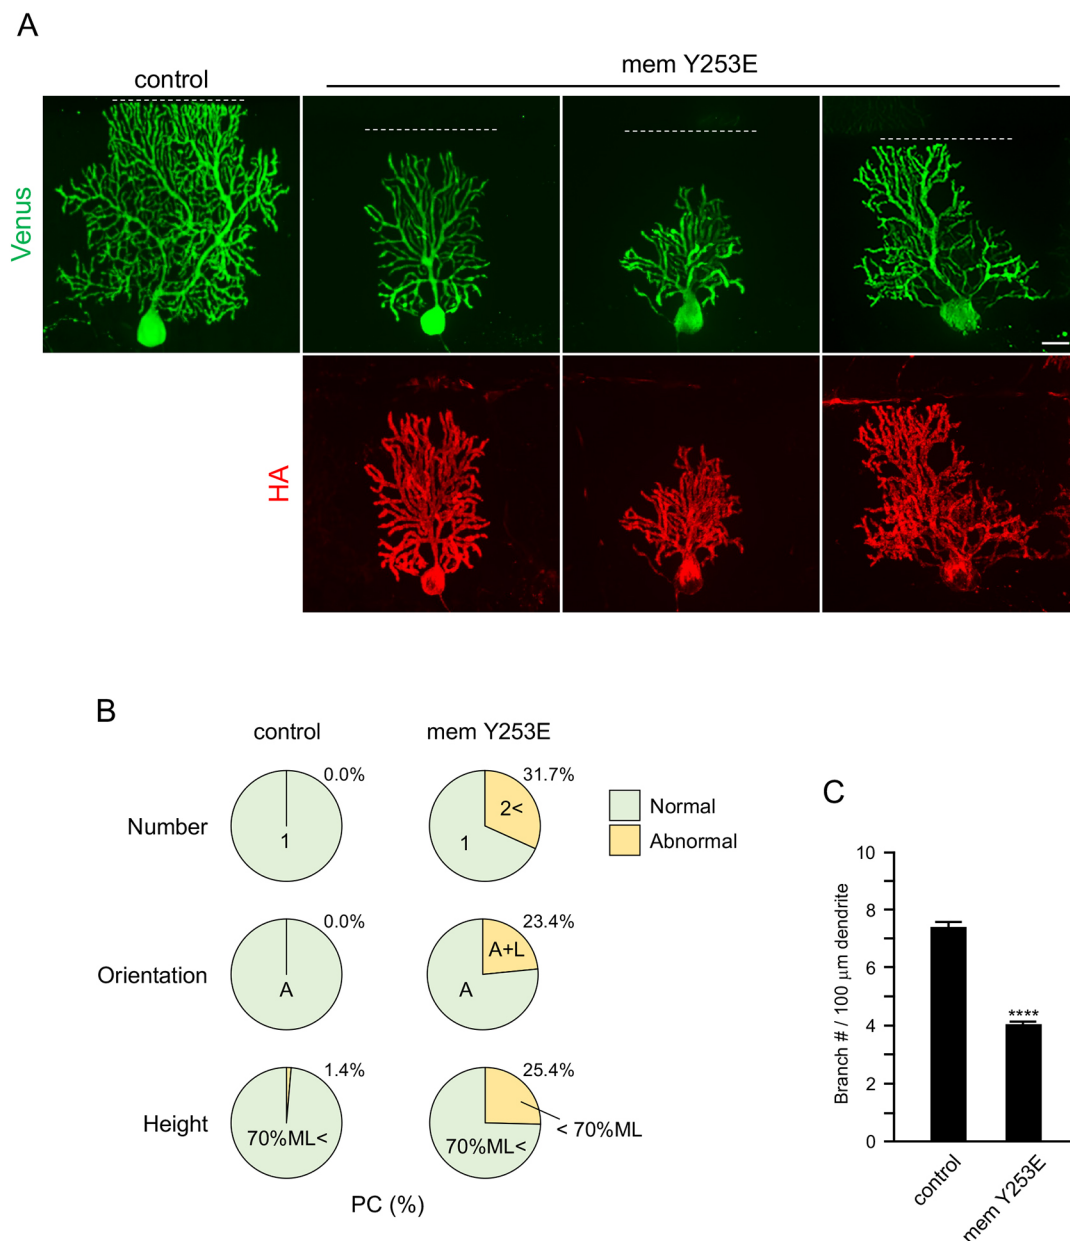 A
control
mem Y253E
Venus
HA
B
control
mem Y253E
Number
0.0%
1
31.7%
2<
1
Normal
Abnormal
Orientation
0.0%
A
23.4%
A+L
A
Height
1.4%
70%ML<
25.4%
< 70%ML
70%ML<
PC (%)
C
Branch # / 100 μm dendrite
10
8
6
4
2
0
****
control
mem Y253E